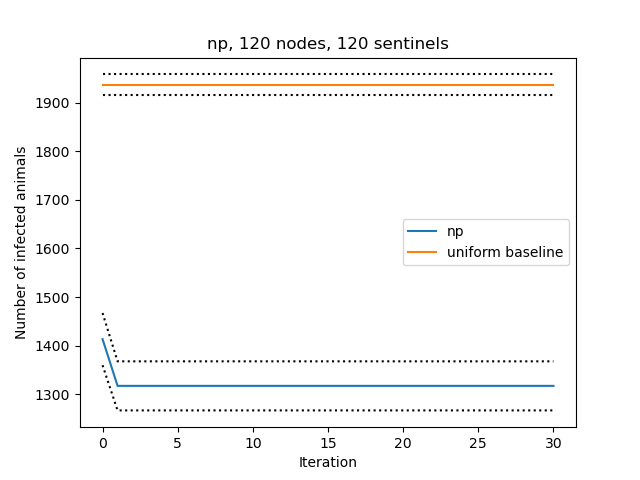 np, 120 nodes, 120 sentinels
Number of infected animals
1900
1800
1700
1600
1500
1400
1300
np
uniform baseline
0 5 10 15 20 25 30
Iteration